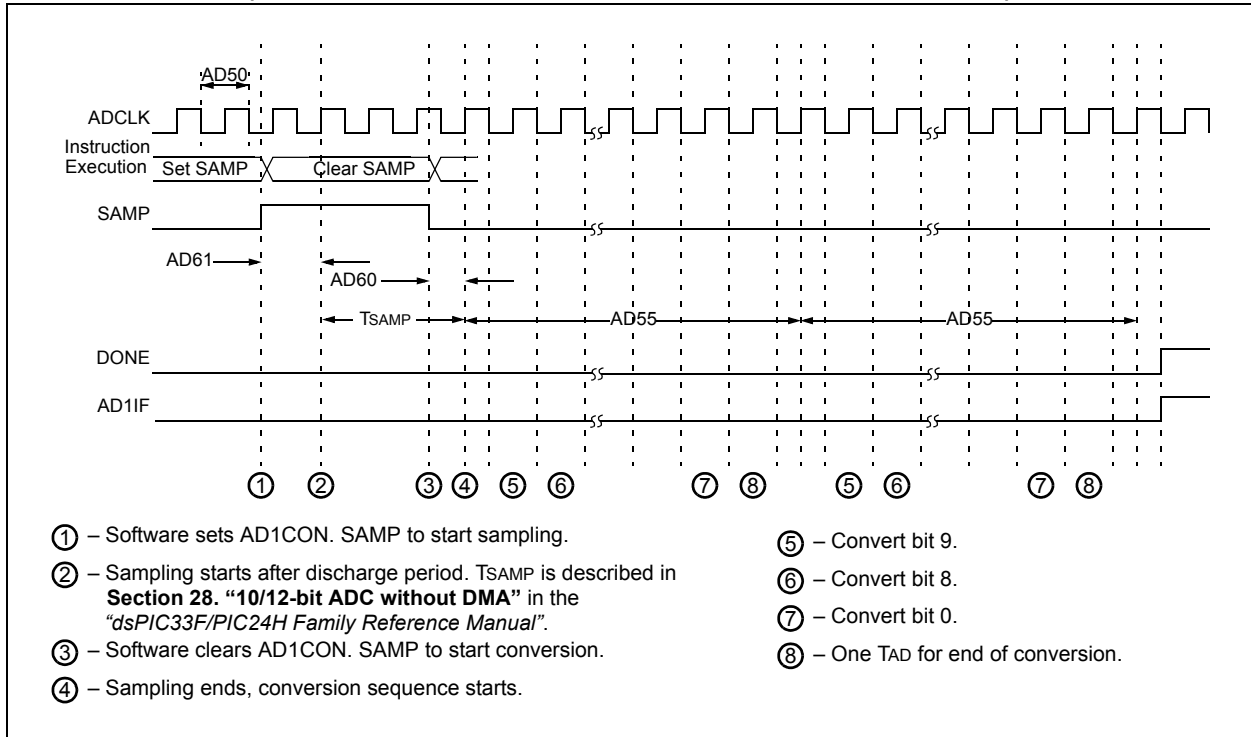 AD50
ADCLK
Instruction
Execution
Set SAMP
Clear SAMP
SAMP
AD61
AD60
TSAMP
AD55
AD55
DONE
AD1IF
1 2 3 4 5 6 7 8 5 6 7 8
1 – Software sets AD1CON. SAMP to start sampling.
2 – Sampling starts after discharge period. TSAMP is described in
Section 28. “10/12-bit ADC without DMA” in the
“dsPIC33F/PIC24H Family Reference Manual”.
3 – Software clears AD1CON. SAMP to start conversion.
4 – Sampling ends, conversion sequence starts.
5 – Convert bit 9.
6 – Convert bit 8.
7 – Convert bit 0.
8 – One TAD for end of conversion.